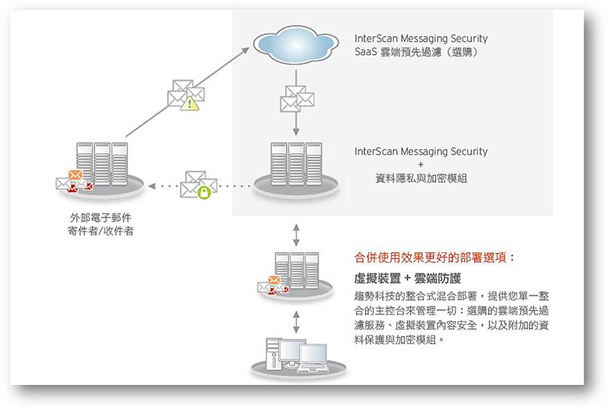 InterScan Messaging Security
SaaS 雲端預先過濾（選購）
InterScan Messaging Security
+
資料隱私與加密模組
外部電子郵件
寄件者/收件者
合併使用效果更好的部署選項：
虛擬裝置 + 雲端防護
趨勢科技的整合式混合部署，提供您單一整
合的主控台來管理一切：選購的雲端預先過
濾服務、虛擬裝置內容安全，以及附加的資
料保護與加密模組。